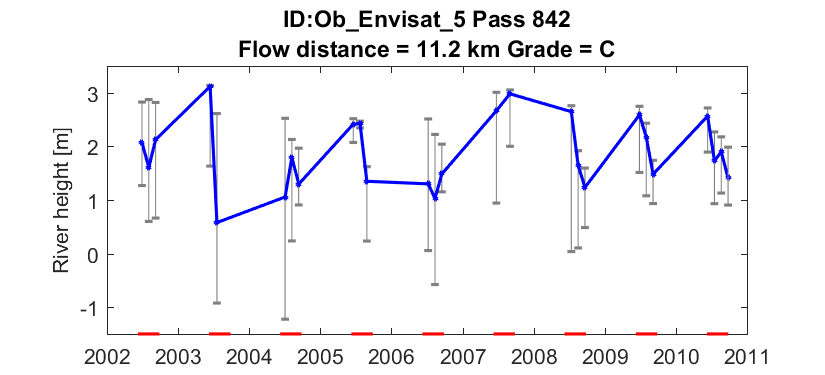 ID:Ob_Envisat_5 Pass 842
Flow distance = 11.2 km Grade = C
River height [m]
3
2
1
0
-1
2002 2003 2004 2005 2006 2007 2008 2009 2010 2011